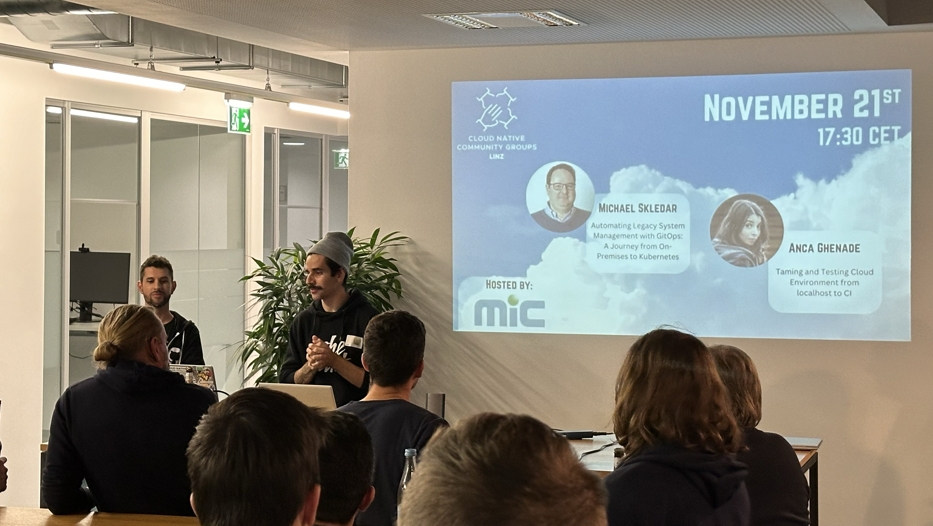 CLOUD NATIVE
COMMUNITY GROUPS
LINZ
NOVEMBER 21ST
17:30 CET
MICHAEL SKLEDAR
Automating Legacy System
Management with GitOps:
A Journey from On-
Premises to Kubernetes
ANCA GHENADE
Taming and Testing Cloud
Environment from
localhost to CI
HOSTED BY:
mic